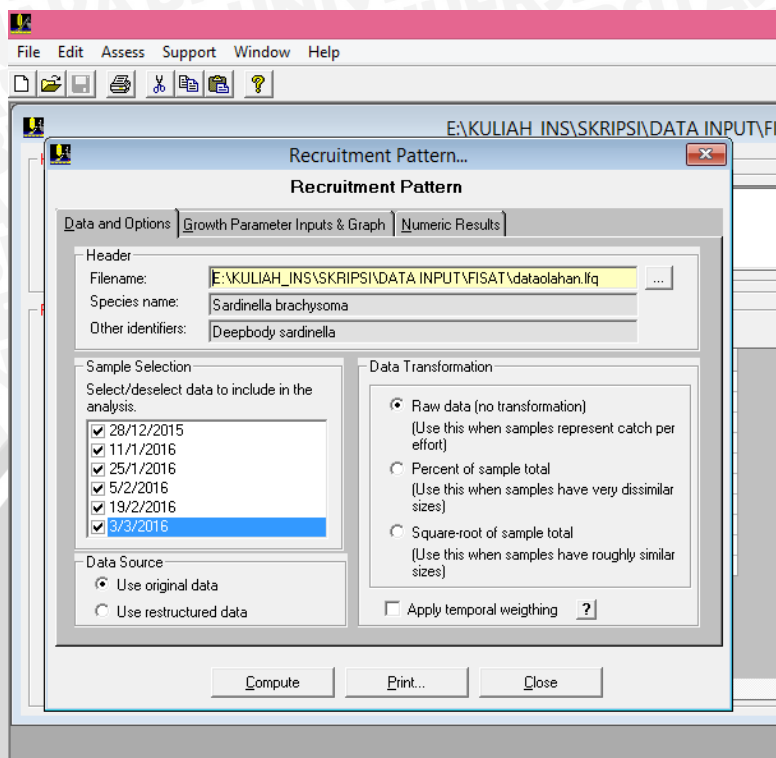 File Edit Assess Support Window Help
E:\KULIAH_INS\SKRIPSI\DATA INPUT\FI
Recruitment Pattern...
Recruitment Pattern
Data and Options Growth Parameter Inputs & Graph Numeric Results
Header
Filename: E:\KULIAH_INS\SKRIPSI\DATA INPUT\FISAT\dataolahan.lfq ...
Species name: Sardinella brachysoma
Other identifiers: Deepbody sardinella
Sample Selection
Select/deselect data to include in the
analysis.
28/12/2015
11/1/2016
25/1/2016
5/2/2016
19/2/2016
3/3/2016
Data Source
Use original data
Use restructured data
Data Transformation
Raw data (no transformation)
(Use this when samples represent catch per
effort)
Percent of sample total
(Use this when samples have very dissimilar
sizes)
Square-root of sample total
(Use this when samples have roughly similar
sizes)
Apply temporal weigthing ?
Compute Print... Close